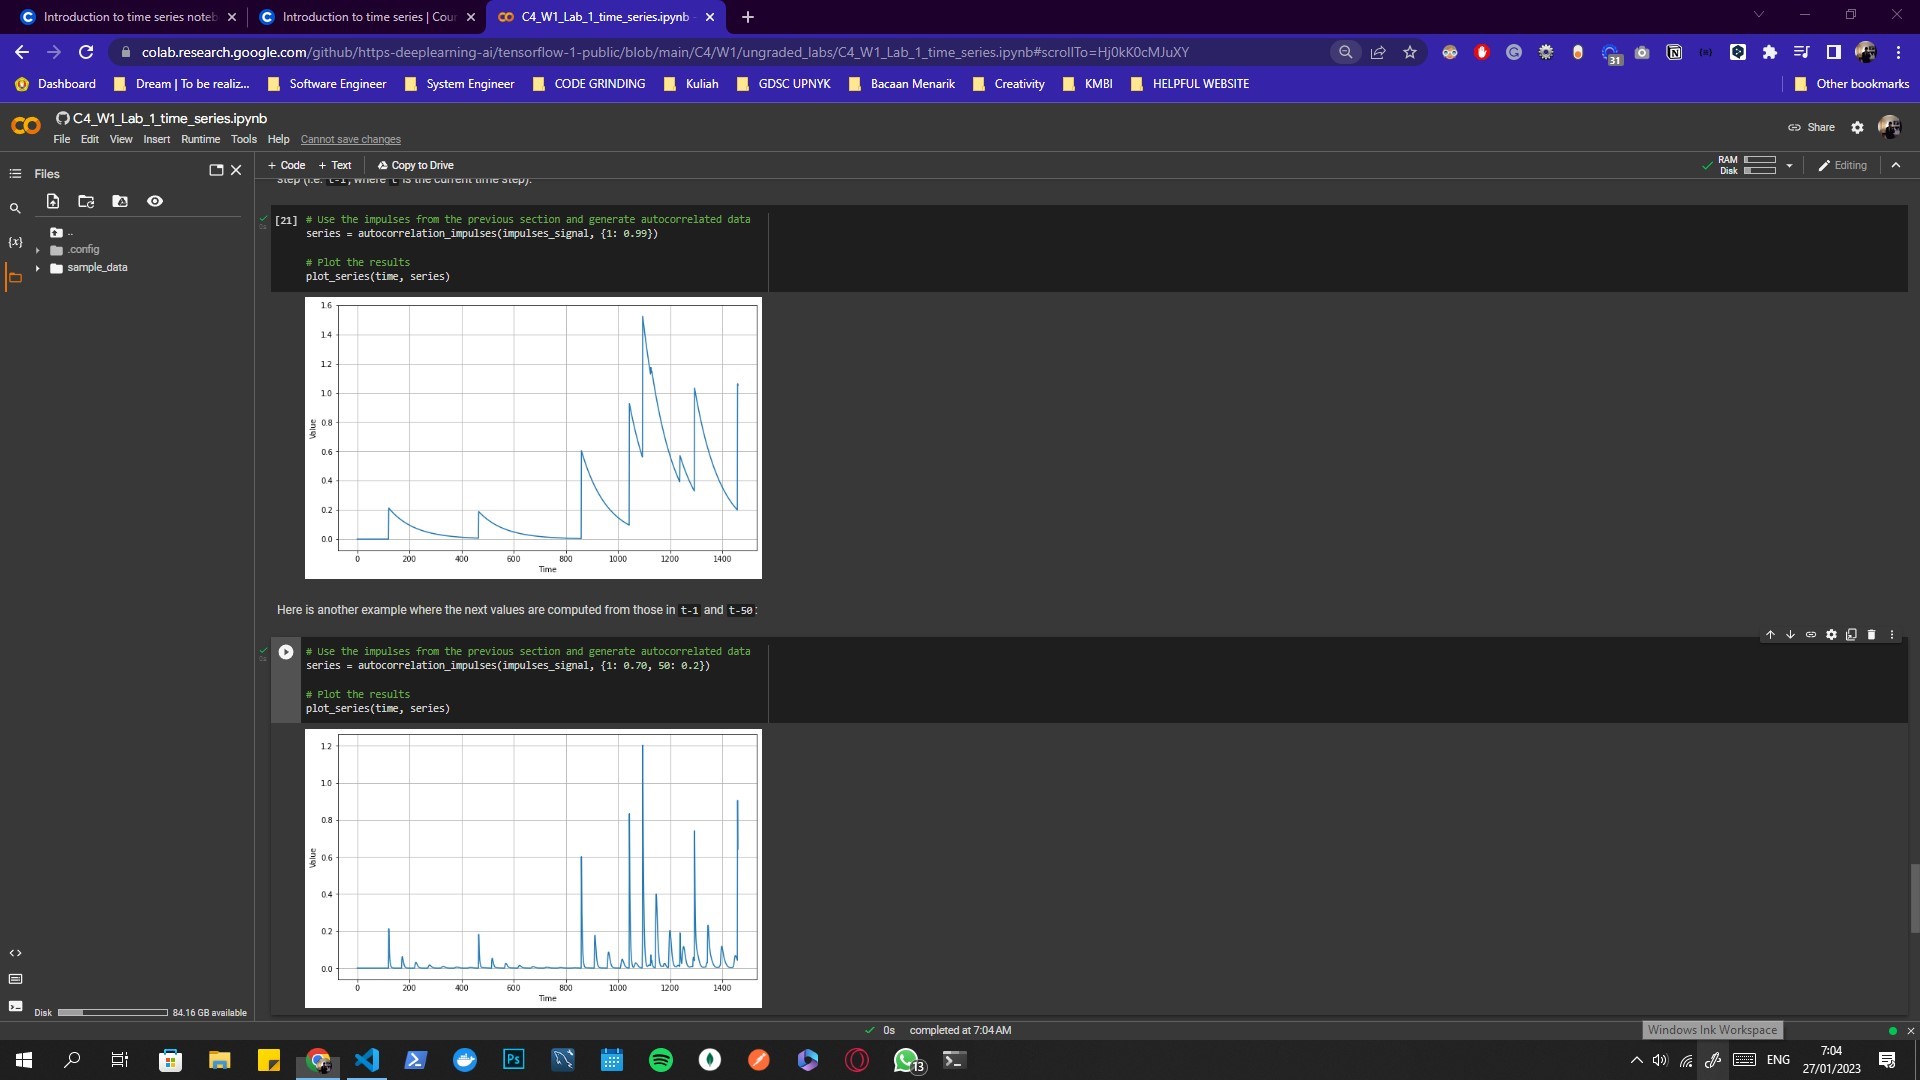 Introduction to time series noteb
Introduction to time series | Cour
C4_W1_Lab_1_time_series.ipynb -
colab.research.google.com/github/https-deeplearning-ai/tensorflow-1-public/blob/main/C4/W1/ungraded_labs/C4_W1_Lab_1_time_series.ipynb#scrollTo=Hj0kK0cMJuXY
31
Dashboard
Dream | To be realiz...
Software Engineer
System Engineer
CODE GRINDING
Kuliah
GDSC UPNYK
Bacaan Menarik
Creativity
KMBI
HELPFUL WEBSITE
Other bookmarks
C4_W1_Lab_1_time_series.ipynb
File Edit View Insert Runtime Tools Help Cannot save changes
Share
Files
+ Code + Text Copy to Drive
RAM
Disk
Editing
..
.config
sample_data
{x}
step (i.e. t-1, where t is the current time step).
[21] # Use the impulses from the previous section and generate autocorrelated data
series = autocorrelation_impulses(impulses_signal, {1: 0.99})
# Plot the results
plot_series(time, series)
1.6
1.4
1.2
1.0
0.8
0.6
0.4
0.2
0.0
Value
0 200 400 600 800 1000 1200 1400
Time
Here is another example where the next values are computed from those in t-1 and t-50:
# Use the impulses from the previous section and generate autocorrelated data
series = autocorrelation_impulses(impulses_signal, {1: 0.70, 50: 0.2})
# Plot the results
plot_series(time, series)
1.2
1.0
0.8
0.6
0.4
0.2
0.0
Value
0 200 400 600 800 1000 1200 1400
Time
Disk 84.16 GB available
0s completed at 7:04 AM
Windows Ink Workspace
Ps
13
ENG
7:04
27/01/2023